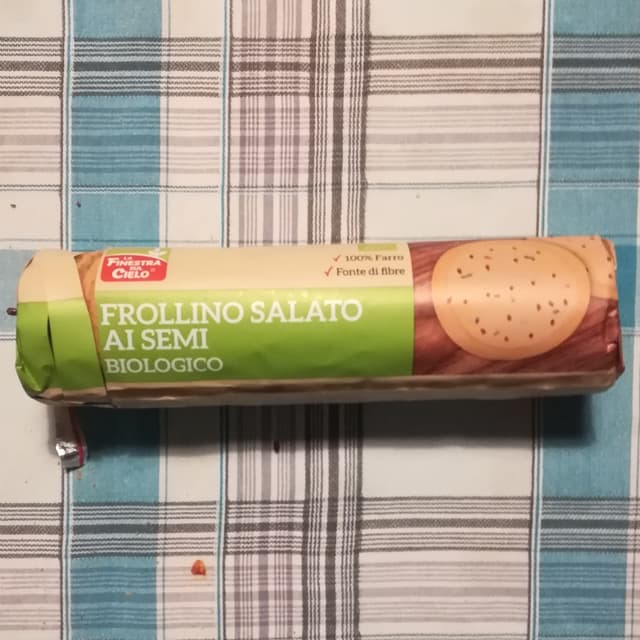 LA
FINESTRA
SUL
CIELO
100% Farro
Fonte di fibre
FROLLINO SALATO
AI SEMI
BIOLOGICO